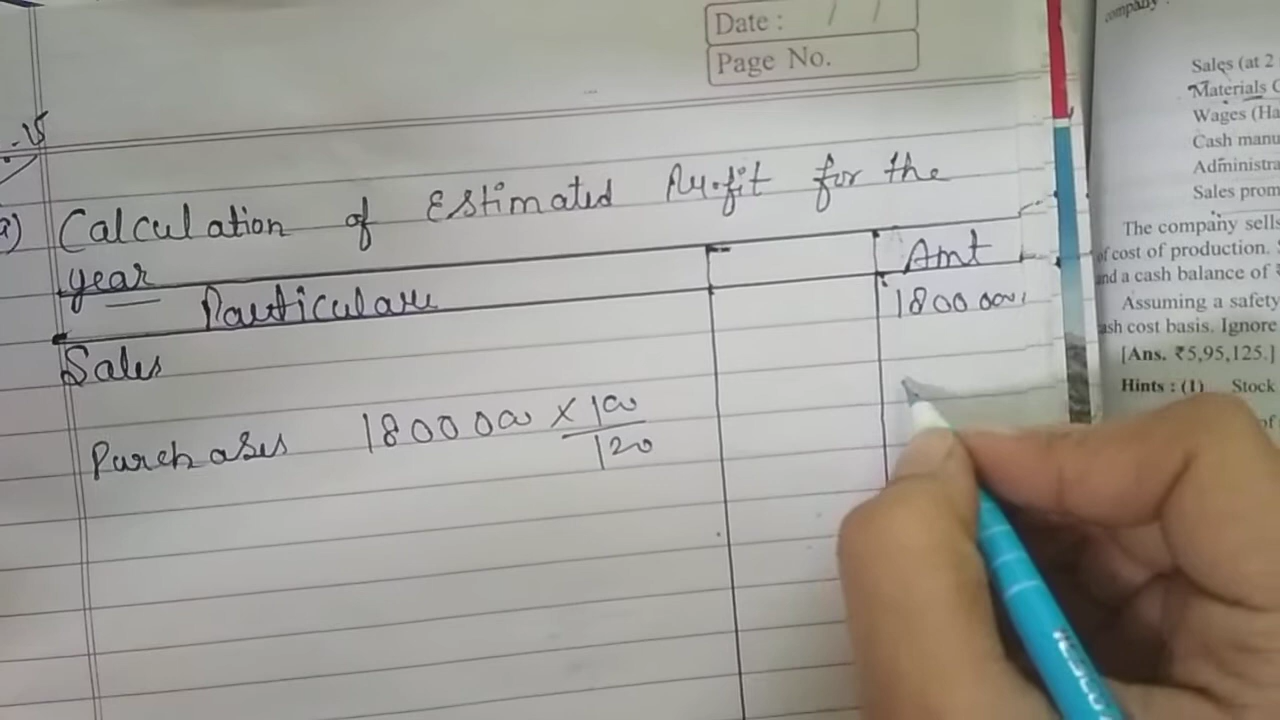 Date : / /
Page No.
a) Calculation of Estimated Profit for the
year
Particulars Amt
Sales 1800000
Purchases 1800000 × 100
120
company
Sales (at 2
Materials C
Wages (Ha
Cash manu
Administra
Sales prom
The company sells
of cost of production. S
and a cash balance of ₹
Assuming a safety
ash cost basis. Ignore
[Ans. ₹5,95,125.]
Hints : (1) Stock
of